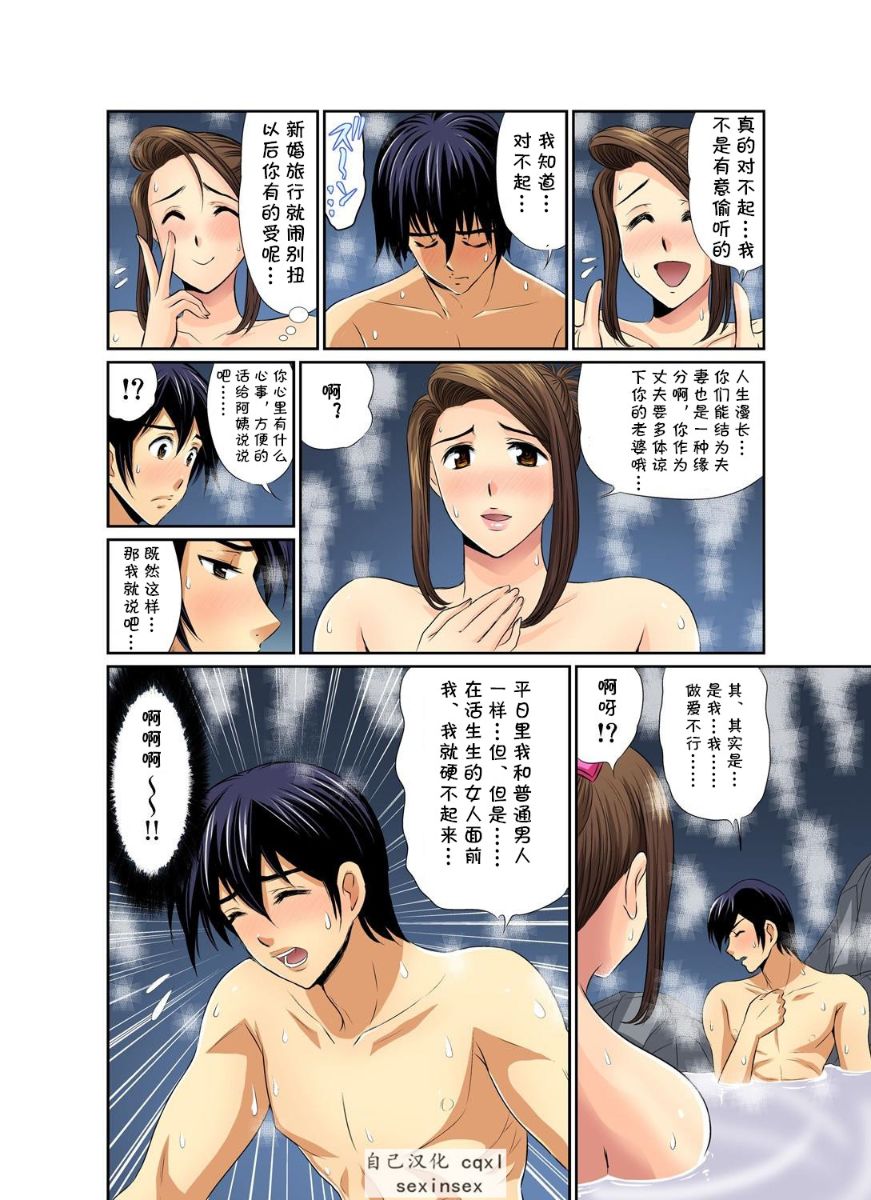 真的对不起…我
不是有意偷听的
我知道…
对不起…
ズーン…
新婚旅行就闹别扭
以后你有的受呢…
人生漫长…
你们能结为夫
妻也是一种缘
分啊，你作为
丈夫要多体谅
下你的老婆哦…
啊？
你心里有什么
心事，方便的
话给阿姨说说
吧……
!?
既然这样…
那我就说吧…
其、其实是…
是我…我…
做爱不行……
啊呀!?
平日里我和普通男人
一样…但、但是……
在活生生的女人面前
我、我就硬不起来…
啊啊啊～～!!
自己汉化 cqxl
sexinsex